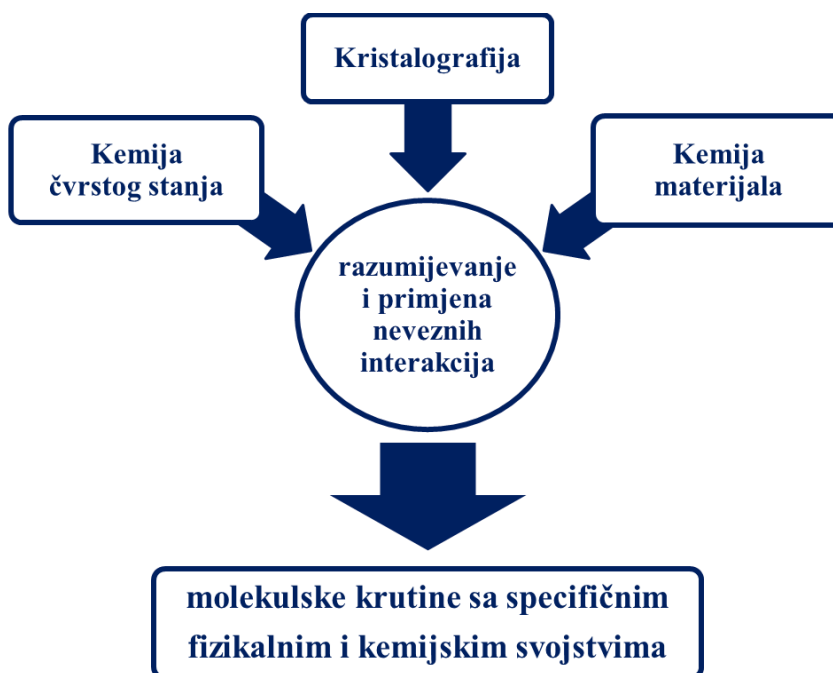 Kristalografija
Kemija
čvrstog stanja
Kemija
materijala
razumijevanje
i primjena
neveznih
interakcija
molekulske krutine sa specifičnim
fizikalnim i kemijskim svojstvima